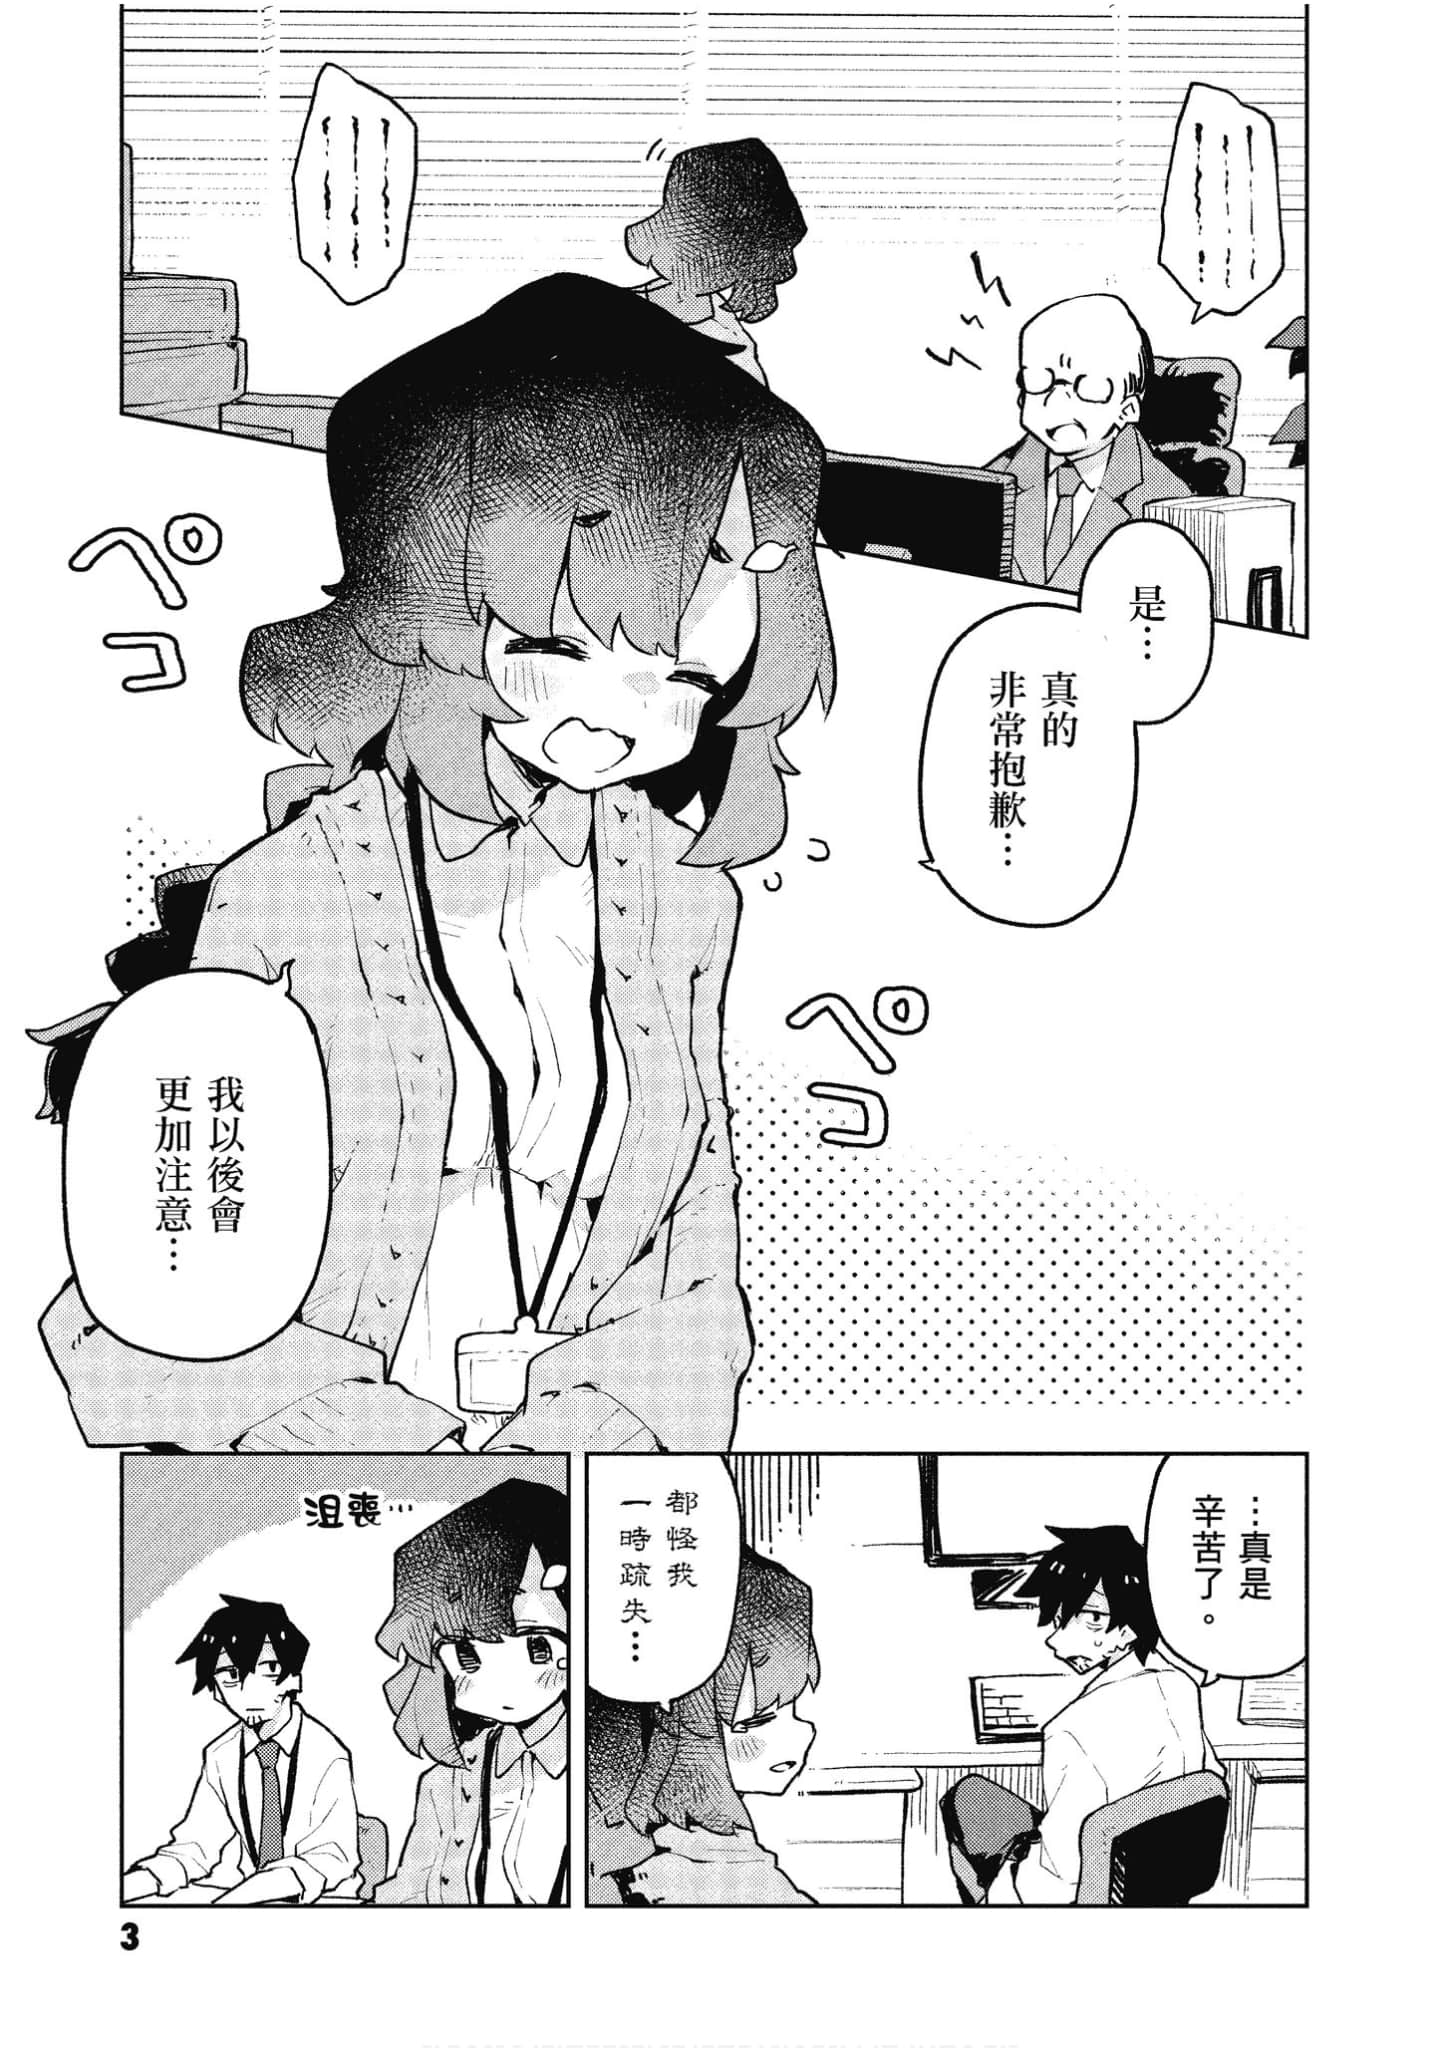 是…
真的
非常抱歉…
ペコ
ペコ
我以後會
更加注意…
…真是
辛苦了。
都怪我
一時疏失…
沮喪…
3